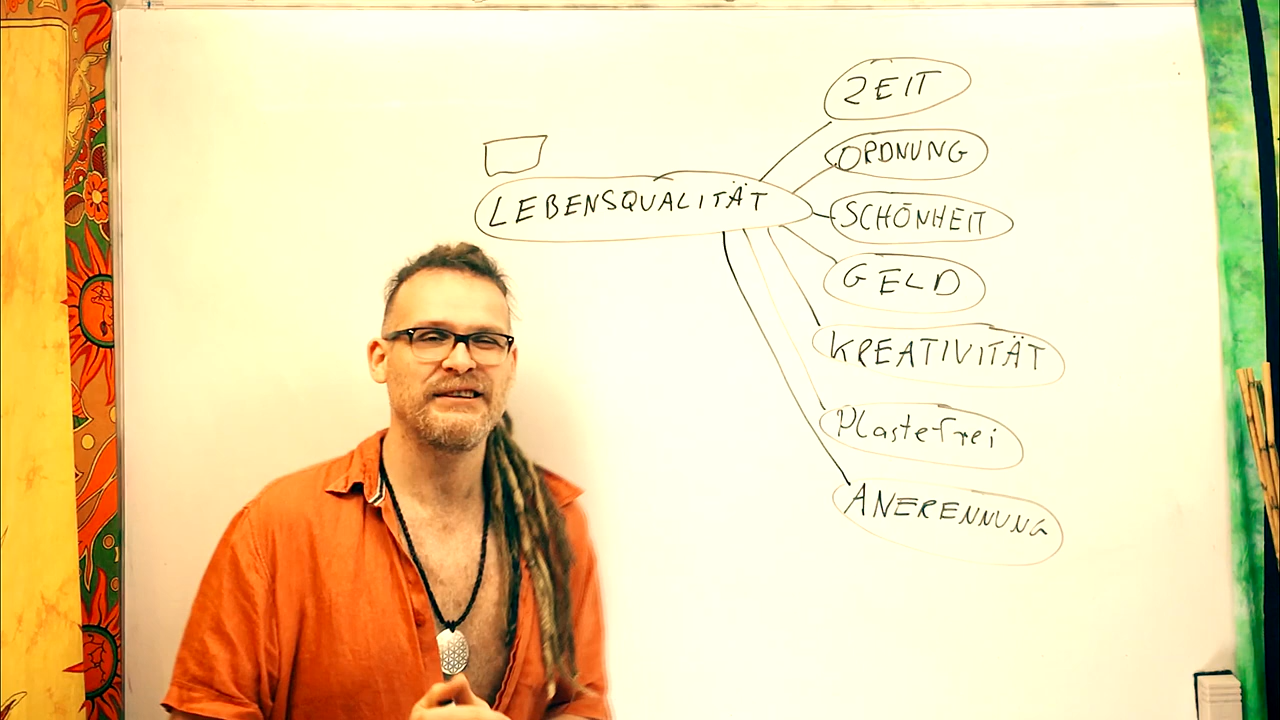 ZEIT
ORDNUNG
LEBENSQUALITÄT
SCHÖNHEIT
GELD
KREATIVITÄT
Plastefrei
ANERENNUNG